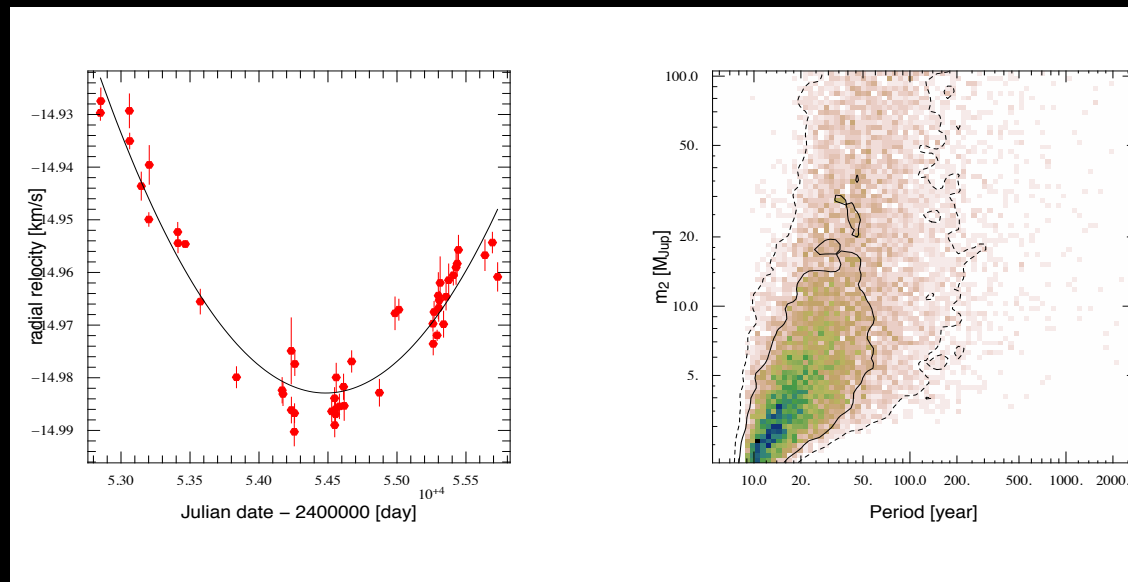 −14.93
−14.94
−14.95
−14.96
−14.97
−14.98
−14.99
radial relocity [km/s]
5.30 5.35 5.40 5.45 5.50 5.55
10+4
Julian date − 2400000 [day]
100.0
50.
20.
10.0
5.
m2 [MJup]
10.0 20. 50. 100.0 200. 500. 1000. 2000.
Period [year]